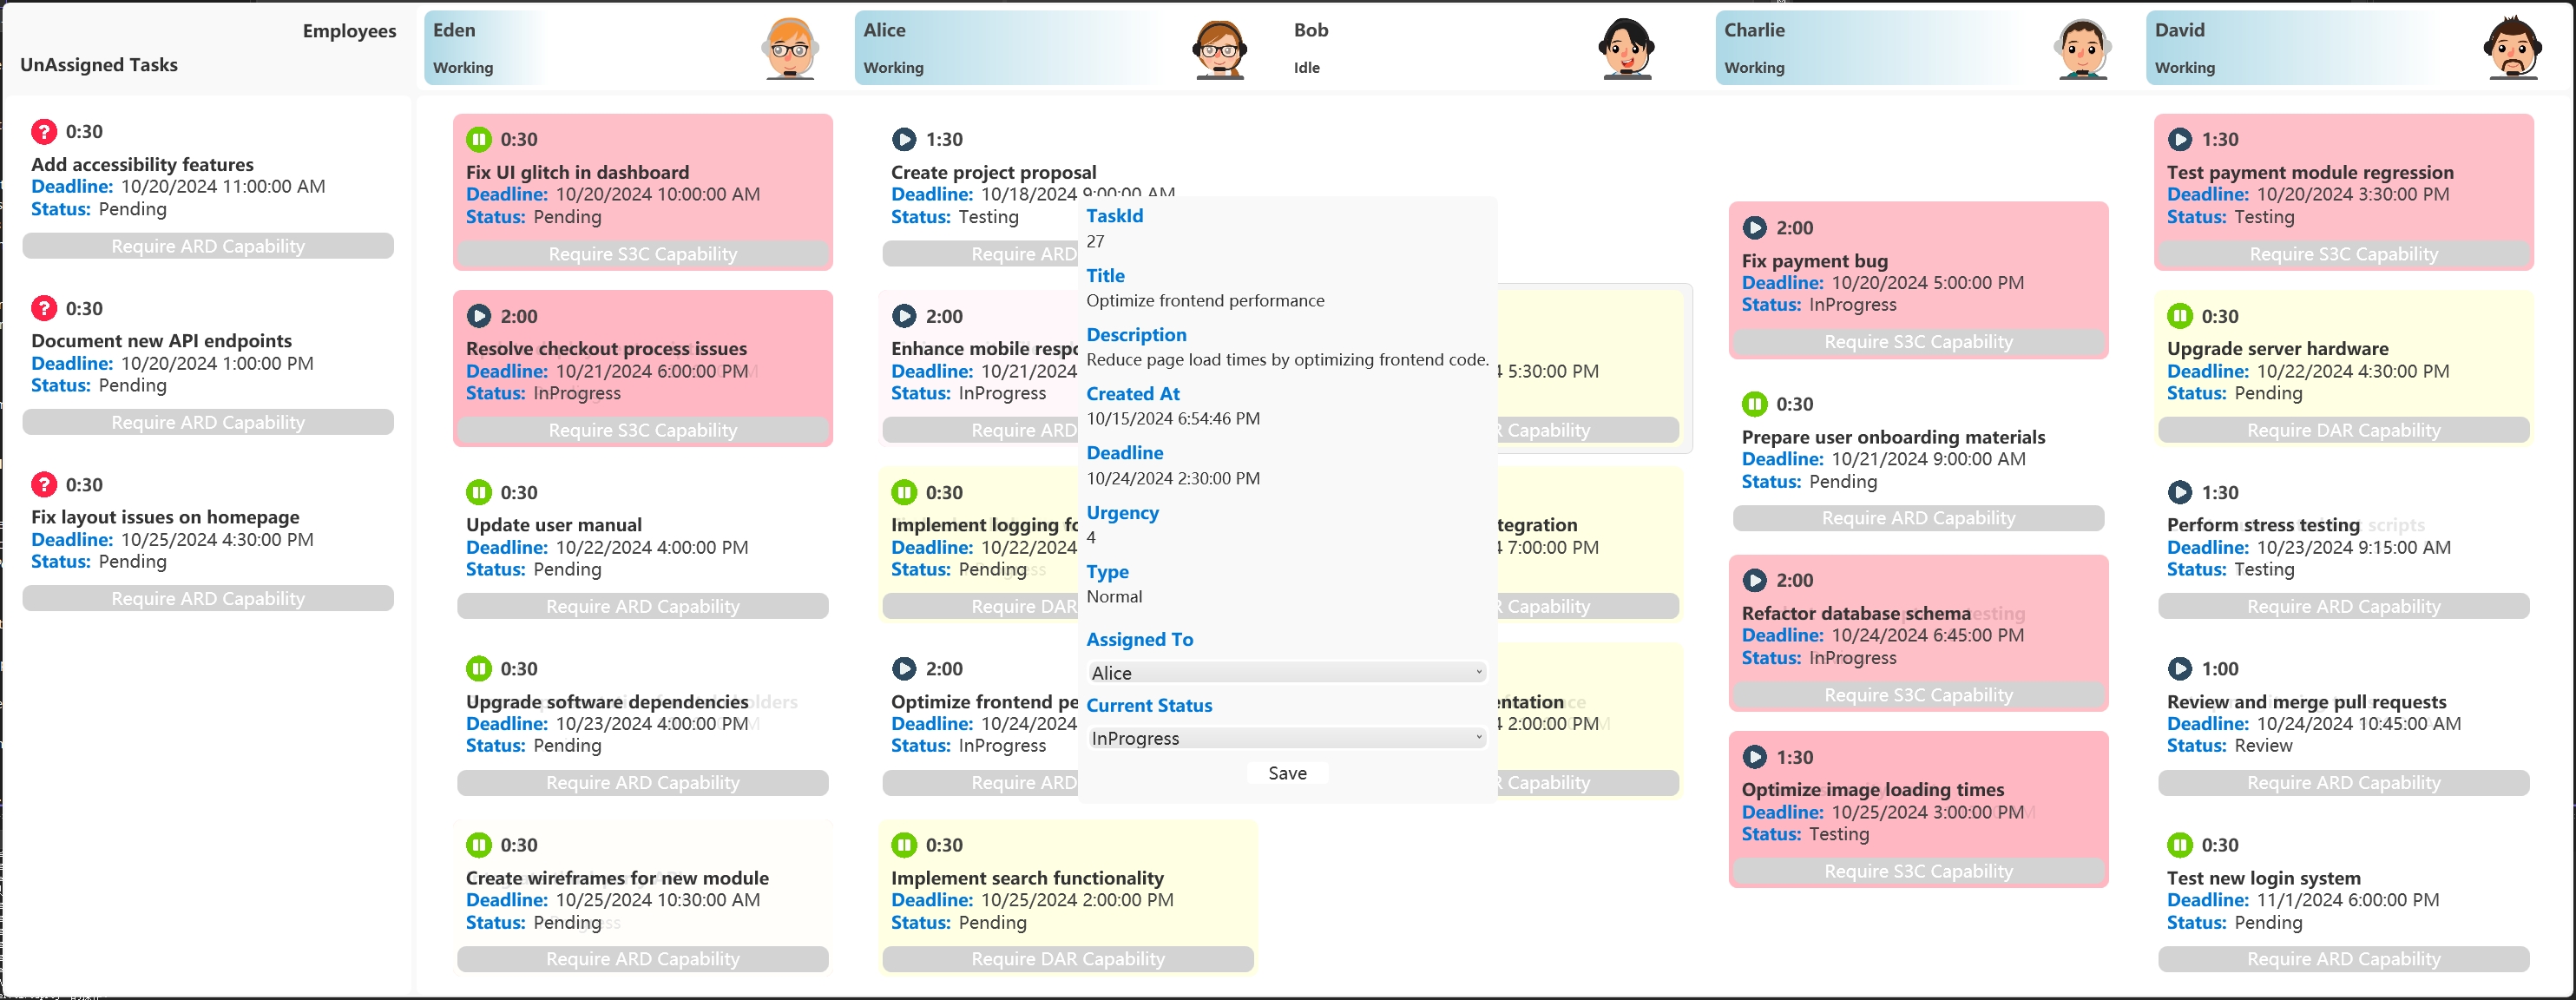 Employees
UnAssigned Tasks
Eden
Working
Alice
Working
Bob
Idle
Charlie
Working
David
Working
0:30
Add accessibility features
Deadline: 10/20/2024 11:00:00 AM
Status: Pending
Require ARD Capability
0:30
Document new API endpoints
Deadline: 10/20/2024 1:00:00 PM
Status: Pending
Require ARD Capability
0:30
Fix layout issues on homepage
Deadline: 10/25/2024 4:30:00 PM
Status: Pending
Require ARD Capability
0:30
Fix UI glitch in dashboard
Deadline: 10/20/2024 10:00:00 AM
Status: Pending
Require S3C Capability
2:00
Resolve checkout process issues
Deadline: 10/21/2024 6:00:00 PM
Status: InProgress
Require S3C Capability
0:30
Update user manual
Deadline: 10/22/2024 4:00:00 PM
Status: Pending
Require ARD Capability
0:30
Upgrade software dependencies
Deadline: 10/23/2024 4:00:00 PM
Status: Pending
Require ARD Capability
0:30
Create wireframes for new module
Deadline: 10/25/2024 10:30:00 AM
Status: Pending
Require ARD Capability
1:30
Create project proposal
Deadline: 10/18/2024 9:00:00 AM
Status: Testing
Require ARD
2:00
Enhance mobile respo
Deadline: 10/21/2024
Status: InProgress
Require ARD
0:30
Implement logging fo
Deadline: 10/22/2024
Status: Pending
Require DAR
2:00
Optimize frontend pe
Deadline: 10/24/2024
Status: InProgress
Require ARD
0:30
Implement search functionality
Deadline: 10/25/2024 2:00:00 PM
Status: Pending
Require DAR Capability
TaskId
27
Title
Optimize frontend performance
Description
Reduce page load times by optimizing frontend code.
Created At
10/15/2024 6:54:46 PM
Deadline
10/24/2024 2:30:00 PM
Urgency
4
Type
Normal
Assigned To
Alice
Current Status
InProgress
Save
4 5:30:00 PM
R Capability
tegration
4 7:00:00 PM
R Capability
entation
4 2:00:00 PM
R Capability
2:00
Fix payment bug
Deadline: 10/20/2024 5:00:00 PM
Status: InProgress
Require S3C Capability
0:30
Prepare user onboarding materials
Deadline: 10/21/2024 9:00:00 AM
Status: Pending
Require ARD Capability
2:00
Refactor database schema
Deadline: 10/24/2024 6:45:00 PM
Status: InProgress
Require S3C Capability
1:30
Optimize image loading times
Deadline: 10/25/2024 3:00:00 PM
Status: Testing
Require S3C Capability
1:30
Test payment module regression
Deadline: 10/20/2024 3:30:00 PM
Status: Testing
Require S3C Capability
0:30
Upgrade server hardware
Deadline: 10/22/2024 4:30:00 PM
Status: Pending
Require DAR Capability
1:30
Perform stress testing
Deadline: 10/23/2024 9:15:00 AM
Status: Testing
Require ARD Capability
1:00
Review and merge pull requests
Deadline: 10/24/2024 10:45:00 AM
Status: Review
Require ARD Capability
0:30
Test new login system
Deadline: 11/1/2024 6:00:00 PM
Status: Pending
Require ARD Capability